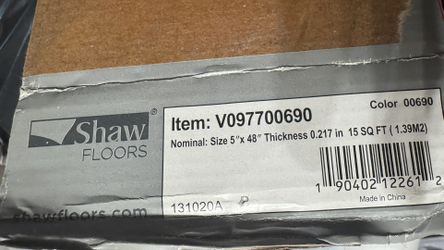 Shaw®
FLOORS
shawfloors.com
Color 00690
Item: V097700690
Nominal: Size 5"x 48" Thickness 0.217 in 15 SQ FT ( 1.39M2)
1 90402 12261 2
131020A
Made in China